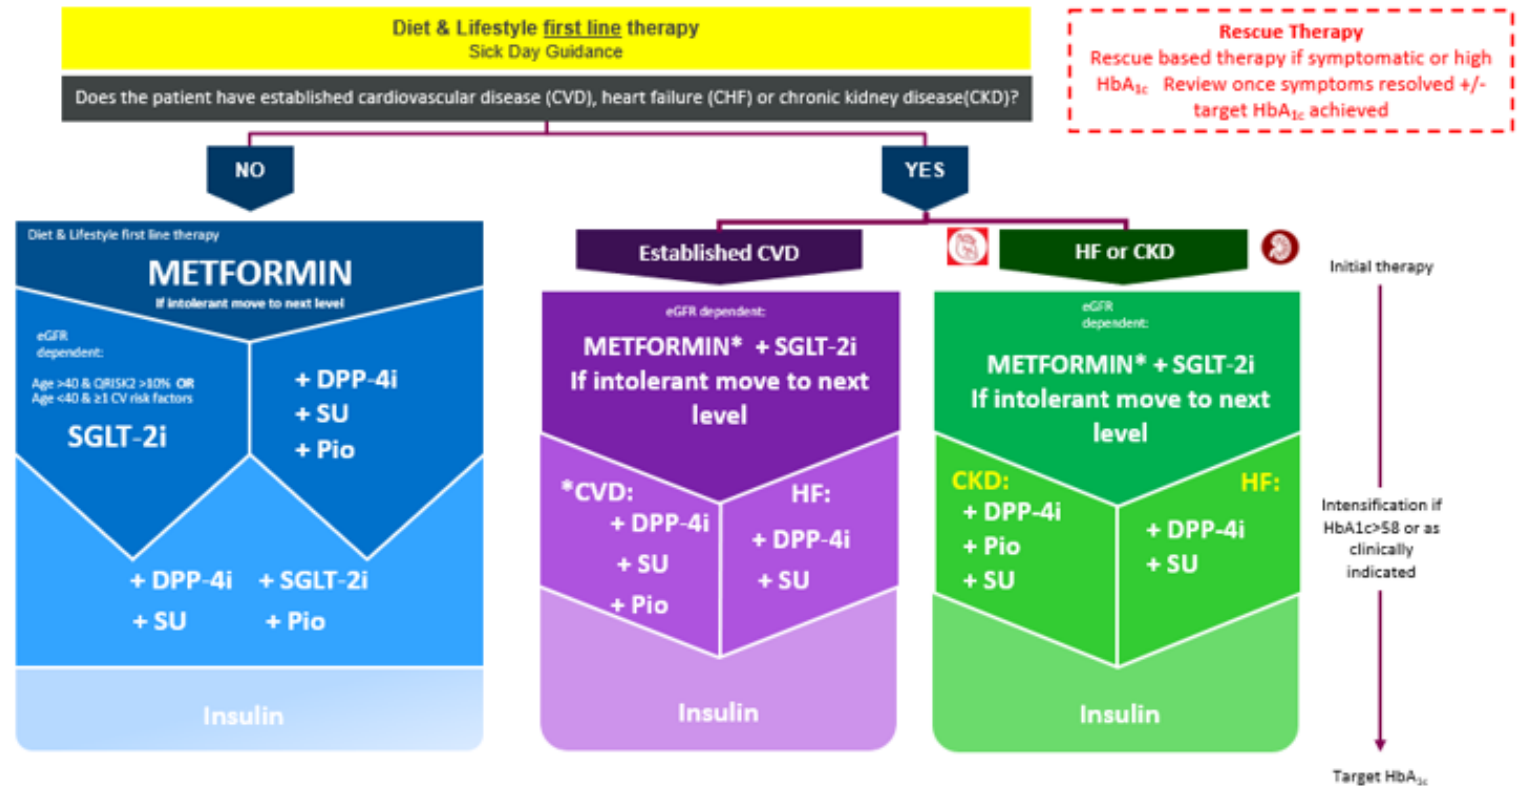 Diet & Lifestyle first line therapy
Sick Day Guidance
Does the patient have established cardiovascular disease (CVD), heart failure (CHF) or chronic kidney disease(CKD)?
Rescue Therapy
Rescue based therapy if symptomatic or high
HbA1c Review once symptoms resolved +/-
target HbA1c achieved
NO
YES
Diet & Lifestyle first line therapy
METFORMIN
If intolerant move to next level
eGFR
dependent:
Age >40 & QRISK2 >10% OR
Age <40 & ≥1 CV risk factors
SGLT-2i
+ DPP-4i
+ SU
+ Pio
+ DPP-4i + SGLT-2i
+ SU + Pio
Insulin
Established CVD
eGFR dependent:
METFORMIN* + SGLT-2i
If intolerant move to next
level
*CVD:
+ DPP-4i
+ SU
+ Pio
HF:
+ DPP-4i
+ SU
Insulin
HF or CKD
eGFR
dependent:
METFORMIN* + SGLT-2i
If intolerant move to next
level
CKD:
+ DPP-4i
+ Pio
+ SU
HF:
+ DPP-4i
+ SU
Insulin
Initial therapy
Intensification if
HbA1c>58 or as
clinically
indicated
Target HbA1c